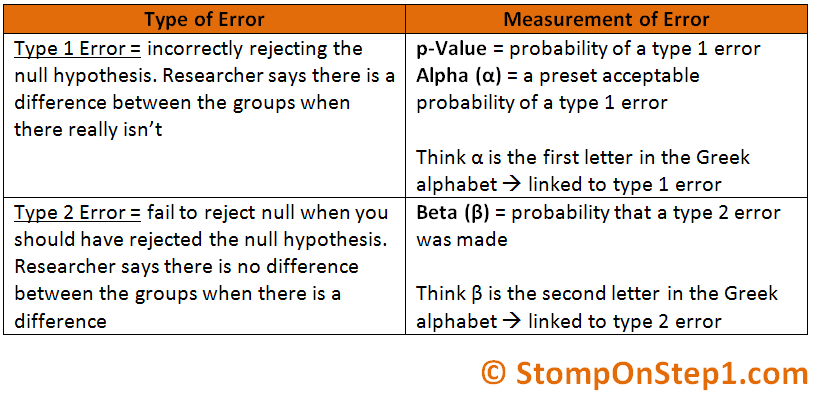 Type of Error
Measurement of Error
Type 1 Error = incorrectly rejecting the
null hypothesis. Researcher says there is a
difference between the groups when
there really isn’t
p-Value = probability of a type 1 error
Alpha (α) = a preset acceptable
probability of a type 1 error
Think α is the first letter in the Greek
alphabet → linked to type 1 error
Type 2 Error = fail to reject null when you
should have rejected the null hypothesis.
Researcher says there is no difference
between the groups when there is a
difference
Beta (β) = probability that a type 2 error
was made
Think β is the second letter in the Greek
alphabet → linked to type 2 error
© StompOnStep1.com